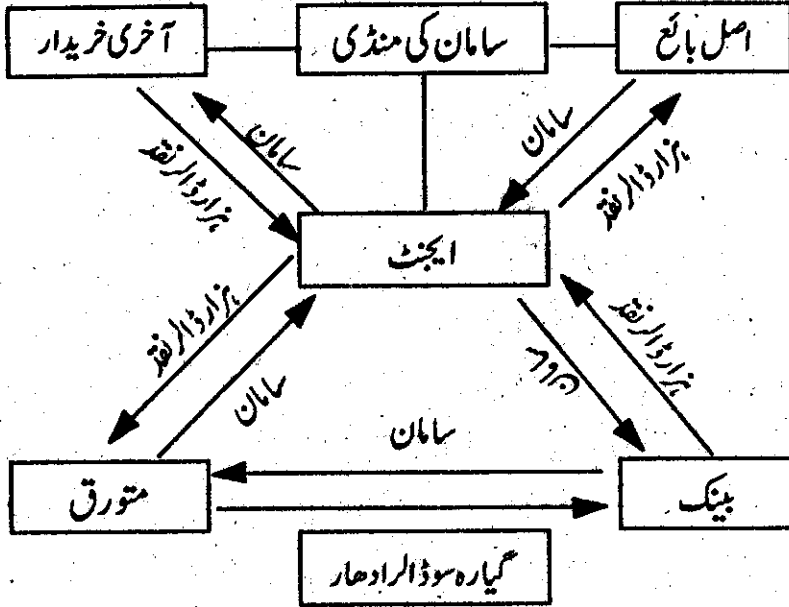 اصل بائع
سامان کی منڈی
آخری خریدار
سامان
ہزار ڈالر نقد
سامان
ہزار ڈالر نقد
ایجنٹ
ہزار ڈالر نقد
سامان
ہزار ڈالر نقد
سامان
سامان
بینک
متورق
گیارہ سو ڈالر ادھار